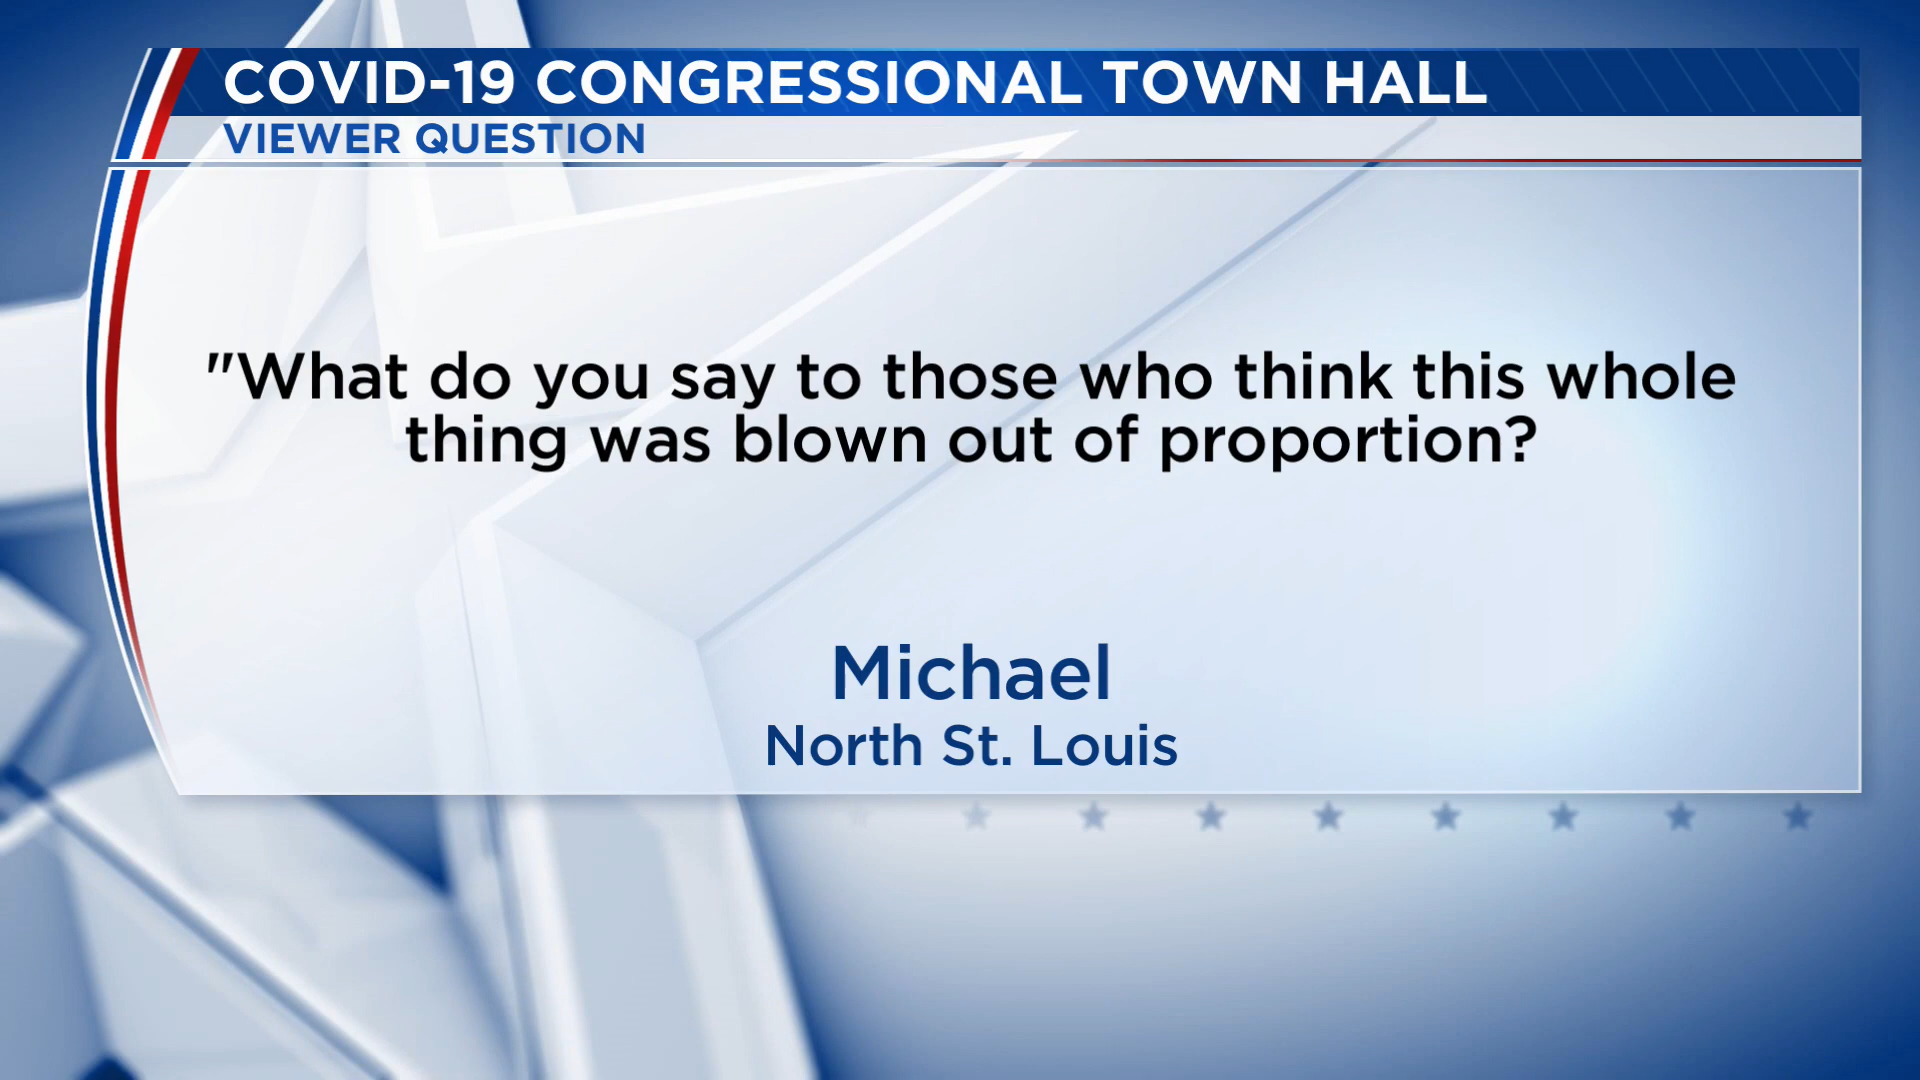 COVID-19 CONGRESSIONAL TOWN HALL
VIEWER QUESTION
"What do you say to those who think this whole
thing was blown out of proportion?
Michael
North St. Louis